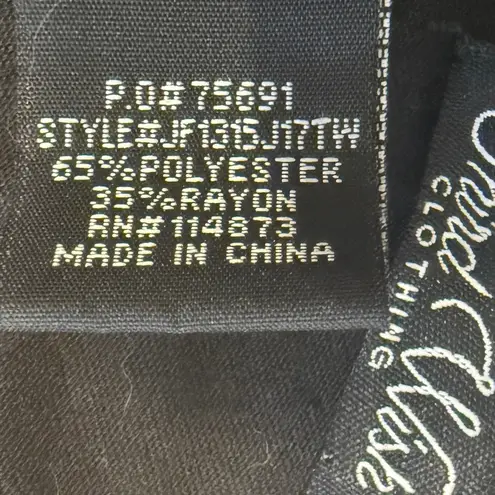 P.O#75691
STYLE#JF1315J17TW
65%POLYESTER
35%RAYON
RN#114873
MADE IN CHINA
CLOTHING